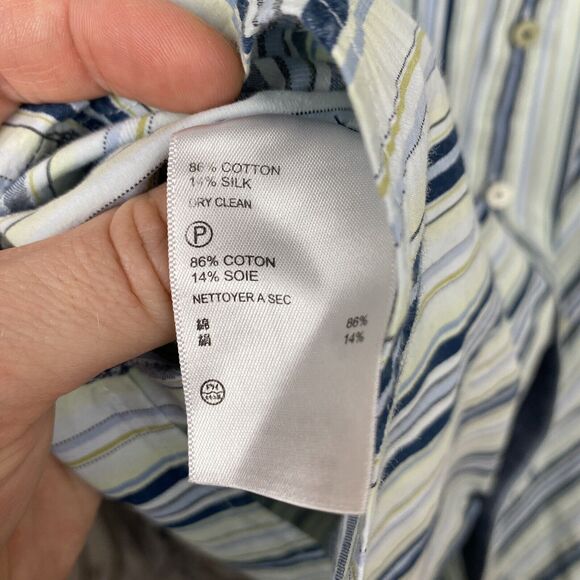 86% COTTON
14% SILK
DRY CLEAN
P
86% COTON
14% SOIE
NETTOYER A SEC
綿 86%
絹 14%